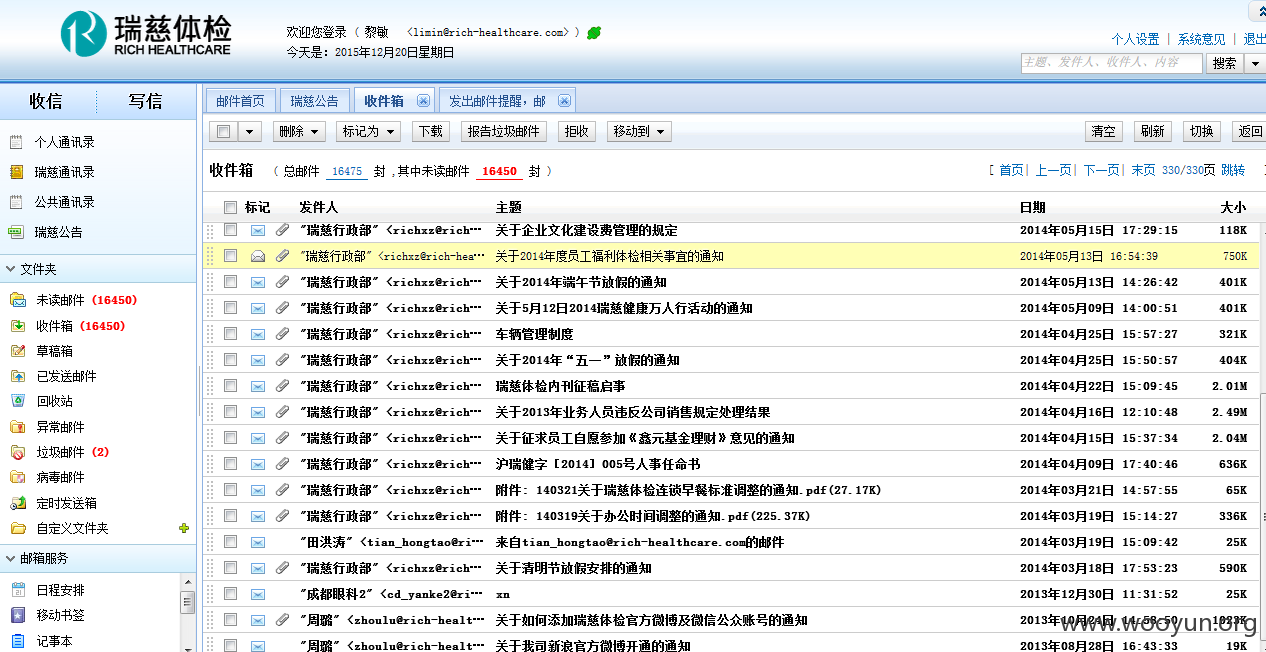 瑞慈体检
RICH HEALTHCARE
欢迎您登录 ( 黎敏 <limin@rich-healthcare.com> )
今天是：2015年12月20日星期日
个人设置 | 系统意见 | 退出
主题、发件人、收件人、内容 搜索
收信 写信
邮件首页 瑞慈公告 收件箱 发出邮件提醒，邮
删除 标记为 下载 报告垃圾邮件 拒收 移动到 清空 刷新 切换 返回
个人通讯录
瑞慈通讯录
公共通讯录
瑞慈公告
文件夹
未读邮件 (16450)
收件箱 (16450)
草稿箱
已发送邮件
回收站
异常邮件
垃圾邮件 (2)
病毒邮件
定时发送箱
自定义文件夹
邮箱服务
日程安排
移动书签
记事本
收件箱 ( 总邮件 16475 封 ,其中未读邮件 16450 封 ) [ 首页| 上一页| 下一页| 末页 330/330页 跳转 ]
标记 发件人 主题 日期 大小
"瑞慈行政部" <richxz@rich··· 关于企业文化建设费管理的规定 2014年05月15日 17:29:15 118K
"瑞慈行政部" <richxz@rich-hea··· 关于2014年度员工福利体检相关事宜的通知 2014年05月13日 16:54:39 750K
"瑞慈行政部" <richxz@rich··· 关于2014年端午节放假的通知 2014年05月13日 14:26:42 401K
"瑞慈行政部" <richxz@rich··· 关于5月12日2014瑞慈健康万人行活动的通知 2014年05月09日 14:00:51 401K
"瑞慈行政部" <richxz@rich··· 车辆管理制度 2014年04月25日 15:57:27 321K
"瑞慈行政部" <richxz@rich··· 关于2014年“五一”放假的通知 2014年04月25日 15:50:57 404K
"瑞慈行政部" <richxz@rich··· 瑞慈体检内刊征稿启事 2014年04月22日 15:09:45 2.01M
"瑞慈行政部" <richxz@rich··· 关于2013年业务人员违反公司销售规定处理结果 2014年04月16日 12:10:48 2.49M
"瑞慈行政部" <richxz@rich··· 关于征求员工自愿参加《鑫元基金理财》意见的通知 2014年04月15日 15:37:34 2.04M
"瑞慈行政部" <richxz@rich··· 沪瑞健字［2014］005号人事任命书 2014年04月09日 17:40:46 636K
"瑞慈行政部" <richxz@rich··· 附件: 140321关于瑞慈体检连锁早餐标准调整的通知.pdf(27.17K) 2014年03月21日 14:57:55 65K
"瑞慈行政部" <richxz@rich··· 附件: 140319关于办公时间调整的通知.pdf(225.37K) 2014年03月19日 15:14:27 336K
"田洪涛" <tian_hongtao@ri··· 来自tian_hongtao@rich-healthcare.com的邮件 2014年03月19日 15:09:42 25K
"瑞慈行政部" <richxz@rich··· 关于清明节放假安排的通知 2014年03月18日 17:53:23 590K
"成都眼科2" <cd_yanke2@ri··· xn 2013年12月30日 11:31:52 25K
"周璐" <zhoulu@rich-healt··· 关于如何添加瑞慈体检官方微博及微信公众账号的通知 2013年10月24日 14:58:50 1023K
"周璐" <zhoulu@rich-healt··· 关于我司新浪官方微博开通的通知 2013年08月28日 16:43:33 19K
www.wooyun.org